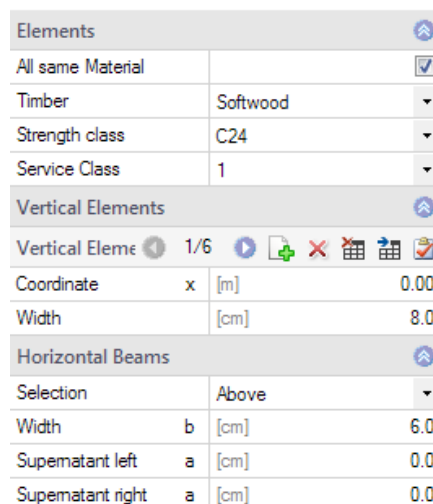 Elements
All same Material
Timber Softwood
Strength class C24
Service Class 1
Vertical Elements
Vertical Eleme 1/6
Coordinate x [m] 0.00
Width [cm] 8.0
Horizontal Beams
Selection Above
Width b [cm] 6.0
Supernatant left a [cm] 0.0
Supernatant right a [cm] 0.0